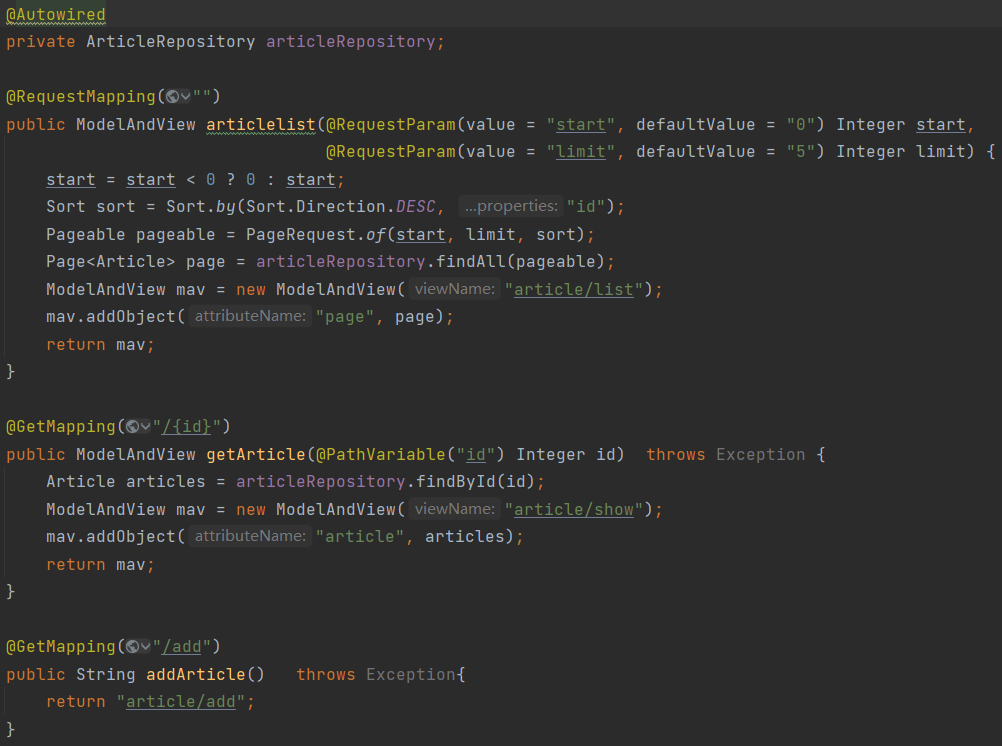 @Autowired
private ArticleRepository articleRepository;
@RequestMapping("")
public ModelAndView articlelist(@RequestParam(value = "start", defaultValue = "0") Integer start,
@RequestParam(value = "limit", defaultValue = "5") Integer limit) {
start = start < 0 ? 0 : start;
Sort sort = Sort.by(Sort.Direction.DESC, ...properties: "id");
Pageable pageable = PageRequest.of(start, limit, sort);
Page<Article> page = articleRepository.findAll(pageable);
ModelAndView mav = new ModelAndView( viewName: "article/list");
mav.addObject( attributeName: "page", page);
return mav;
}
@GetMapping("/{id}")
public ModelAndView getArticle(@PathVariable("id") Integer id)  throws Exception {
Article articles = articleRepository.findById(id);
ModelAndView mav = new ModelAndView( viewName: "article/show");
mav.addObject( attributeName: "article", articles);
return mav;
}
@GetMapping("/add")
public String addArticle()   throws Exception{
return "article/add";
}